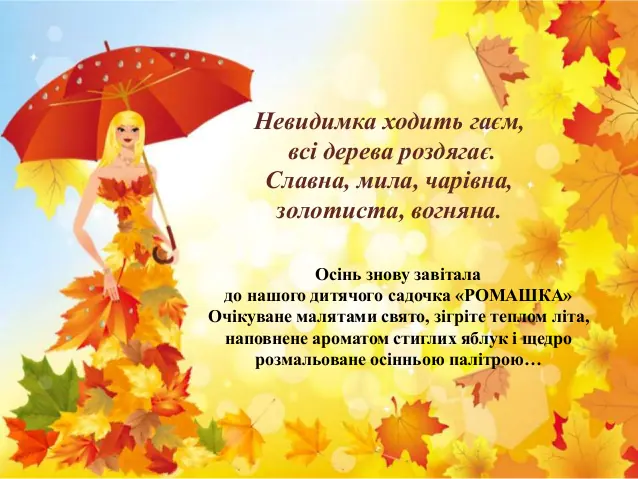 Невидимка ходить гаєм,
всі дерева роздягає.
Славна, мила, чарівна,
золотиста, вогняна.
Осінь знову завітала
до нашого дитячого садочка «РОМАШКА»
Очікуване малятами свято, зігріте теплом літа,
наповнене ароматом стиглих яблук і щедро
розмальоване осінньою палітрою…